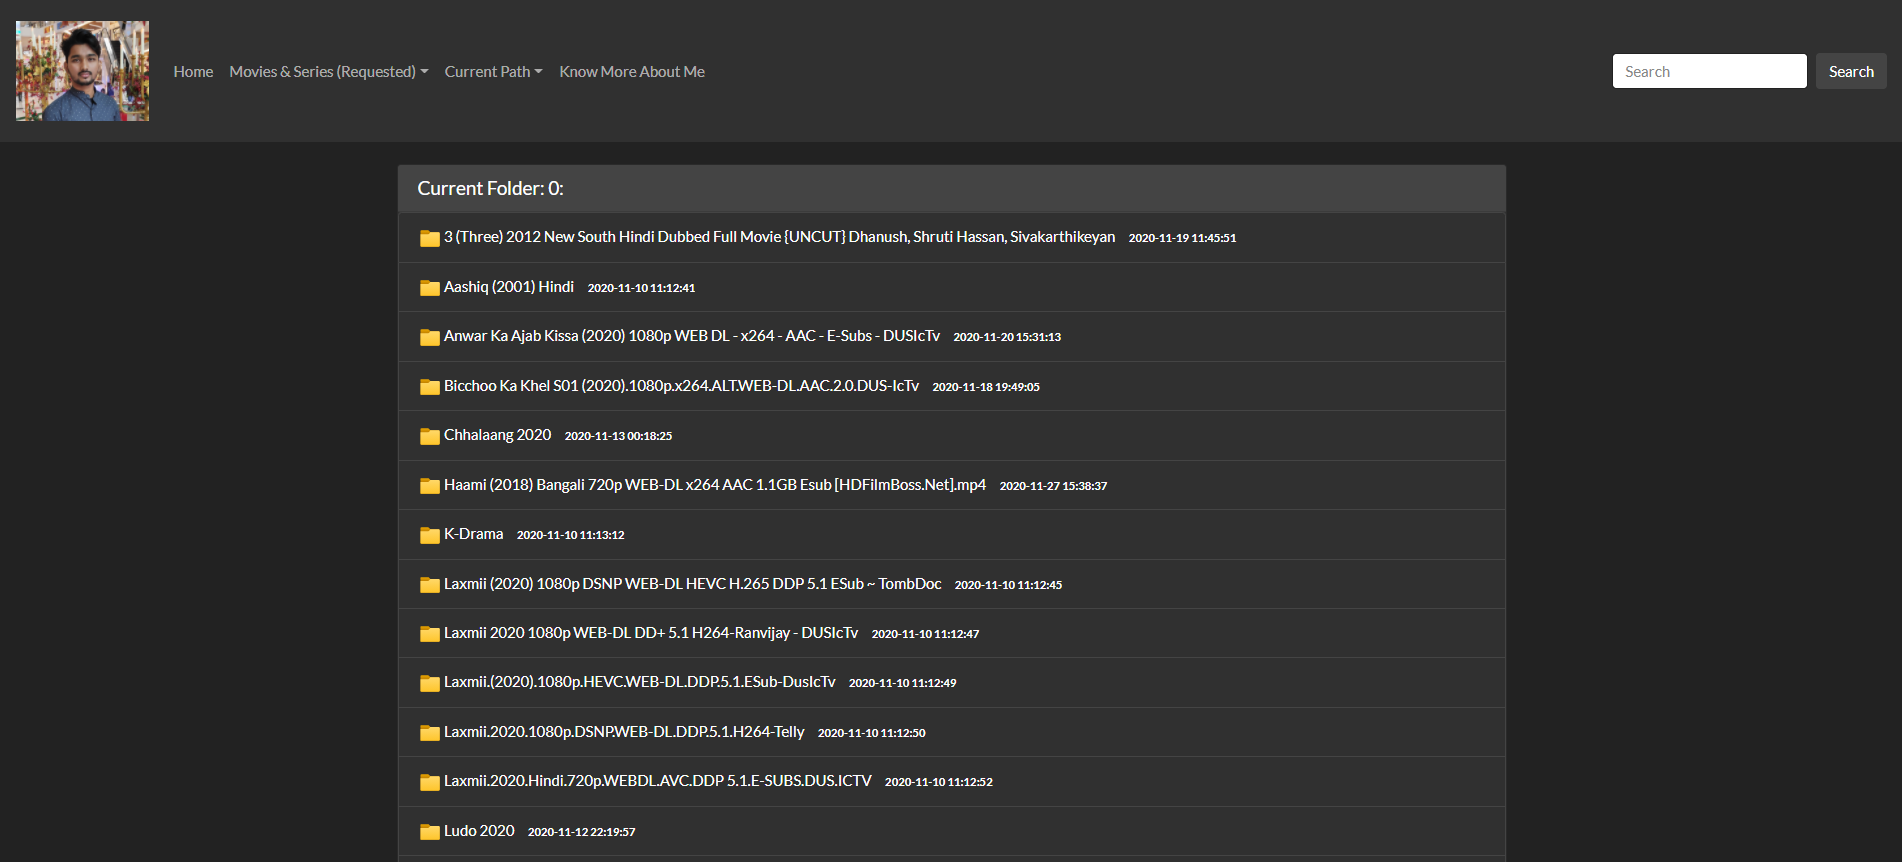 Home Movies & Series (Requested) Current Path Know More About Me Search Search
Current Folder: 0:
3 (Three) 2012 New South Hindi Dubbed Full Movie {UNCUT} Dhanush, Shruti Hassan, Sivakarthikeyan 2020-11-19 11:45:51
Aashiq (2001) Hindi 2020-11-10 11:12:41
Anwar Ka Ajab Kissa (2020) 1080p WEB DL - x264 - AAC - E-Subs - DUSIcTv 2020-11-20 15:31:13
Bicchoo Ka Khel S01 (2020).1080p.x264.ALT.WEB-DL.AAC.2.0.DUS-IcTv 2020-11-18 19:49:05
Chhalaang 2020 2020-11-13 00:18:25
Haami (2018) Bangali 720p WEB-DL x264 AAC 1.1GB Esub [HDFilmBoss.Net].mp4 2020-11-27 15:38:37
K-Drama 2020-11-10 11:13:12
Laxmii (2020) 1080p DSNP WEB-DL HEVC H.265 DDP 5.1 ESub ~ TombDoc 2020-11-10 11:12:45
Laxmii 2020 1080p WEB-DL DD+ 5.1 H264-Ranvijay - DUSIcTv 2020-11-10 11:12:47
Laxmii.(2020).1080p.HEVC.WEB-DL.DDP.5.1.ESub-DusIcTv 2020-11-10 11:12:49
Laxmii.2020.1080p.DSNP.WEB-DL.DDP.5.1.H264-Telly 2020-11-10 11:12:50
Laxmii.2020.Hindi.720p.WEBDL.AVC.DDP 5.1.E-SUBS.DUS.ICTV 2020-11-10 11:12:52
Ludo 2020 2020-11-12 22:19:57